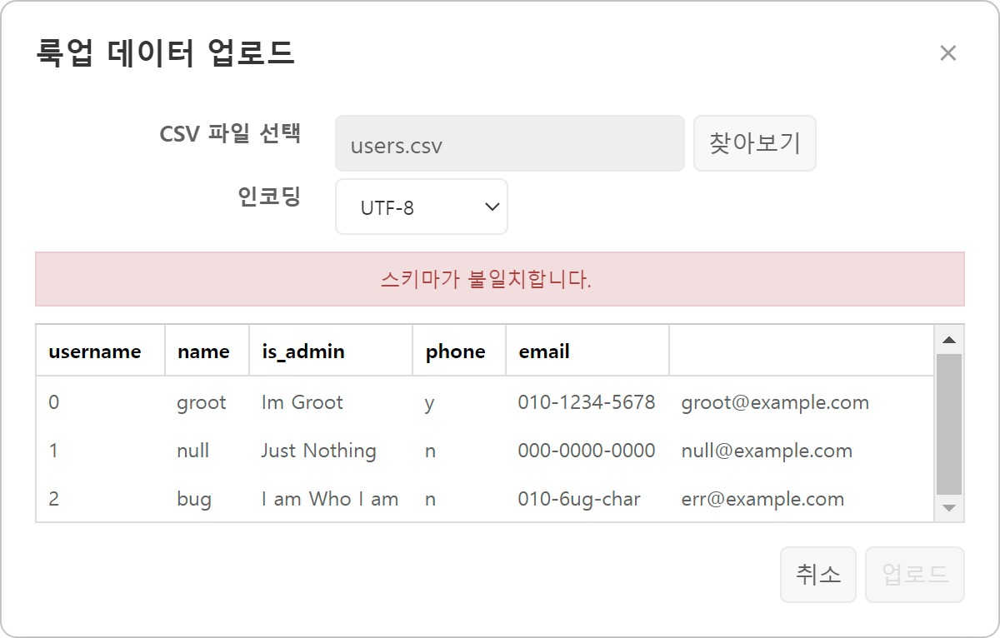 룩업 데이터 업로드 ×
CSV 파일 선택 users.csv 찾아보기
인코딩 UTF-8
스키마가 불일치합니다.
username name is_admin phone email
0 groot Im Groot y 010-1234-5678 groot@example.com
1 null Just Nothing n 000-0000-0000 null@example.com
2 bug I am Who I am n 010-6ug-char err@example.com
취소 업로드